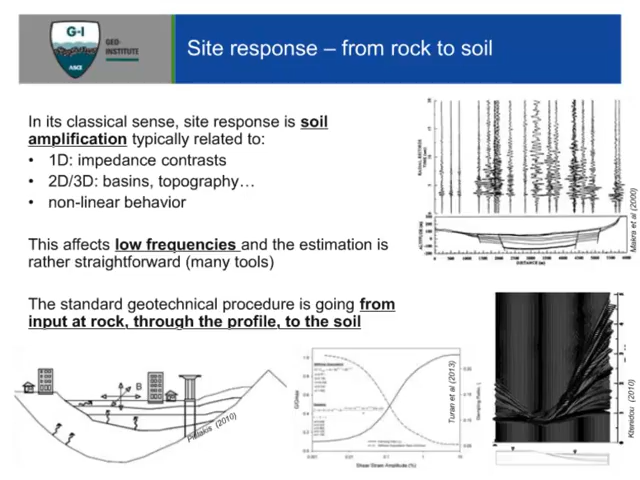 G-I
GEO-
INSTITUTE
ASCE
Site response – from rock to soil
In its classical sense, site response is soil
amplification typically related to:
• 1D: impedance contrasts
• 2D/3D: basins, topography…
• non-linear behavior
This affects low frequencies and the estimation is
rather straightforward (many tools)
The standard geotechnical procedure is going from
input at rock, through the profile, to the soil
DISTANCE (m)
Makra et al (2000)
B
Pitilakis (2010)
G/Gmax
Shear Strain Amplitude (%)
Turan et al (2013)
Ktenidou (2010)